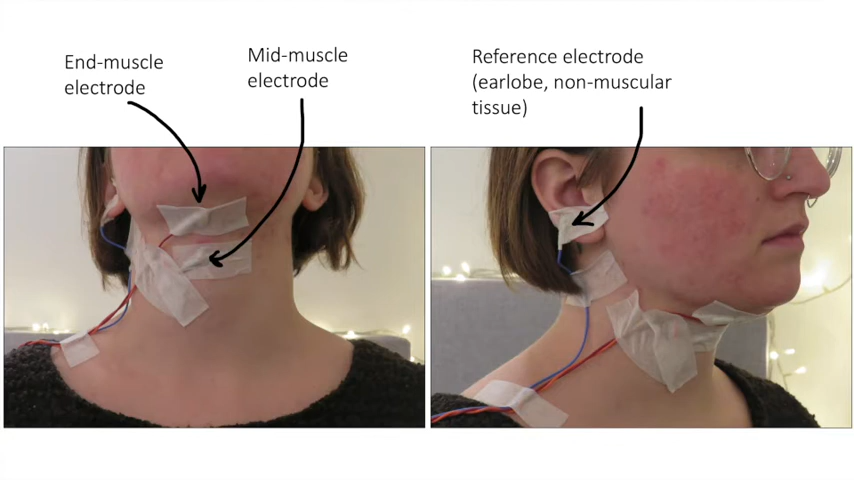 End-muscle
electrode
Mid-muscle
electrode
Reference electrode
(earlobe, non-muscular
tissue)